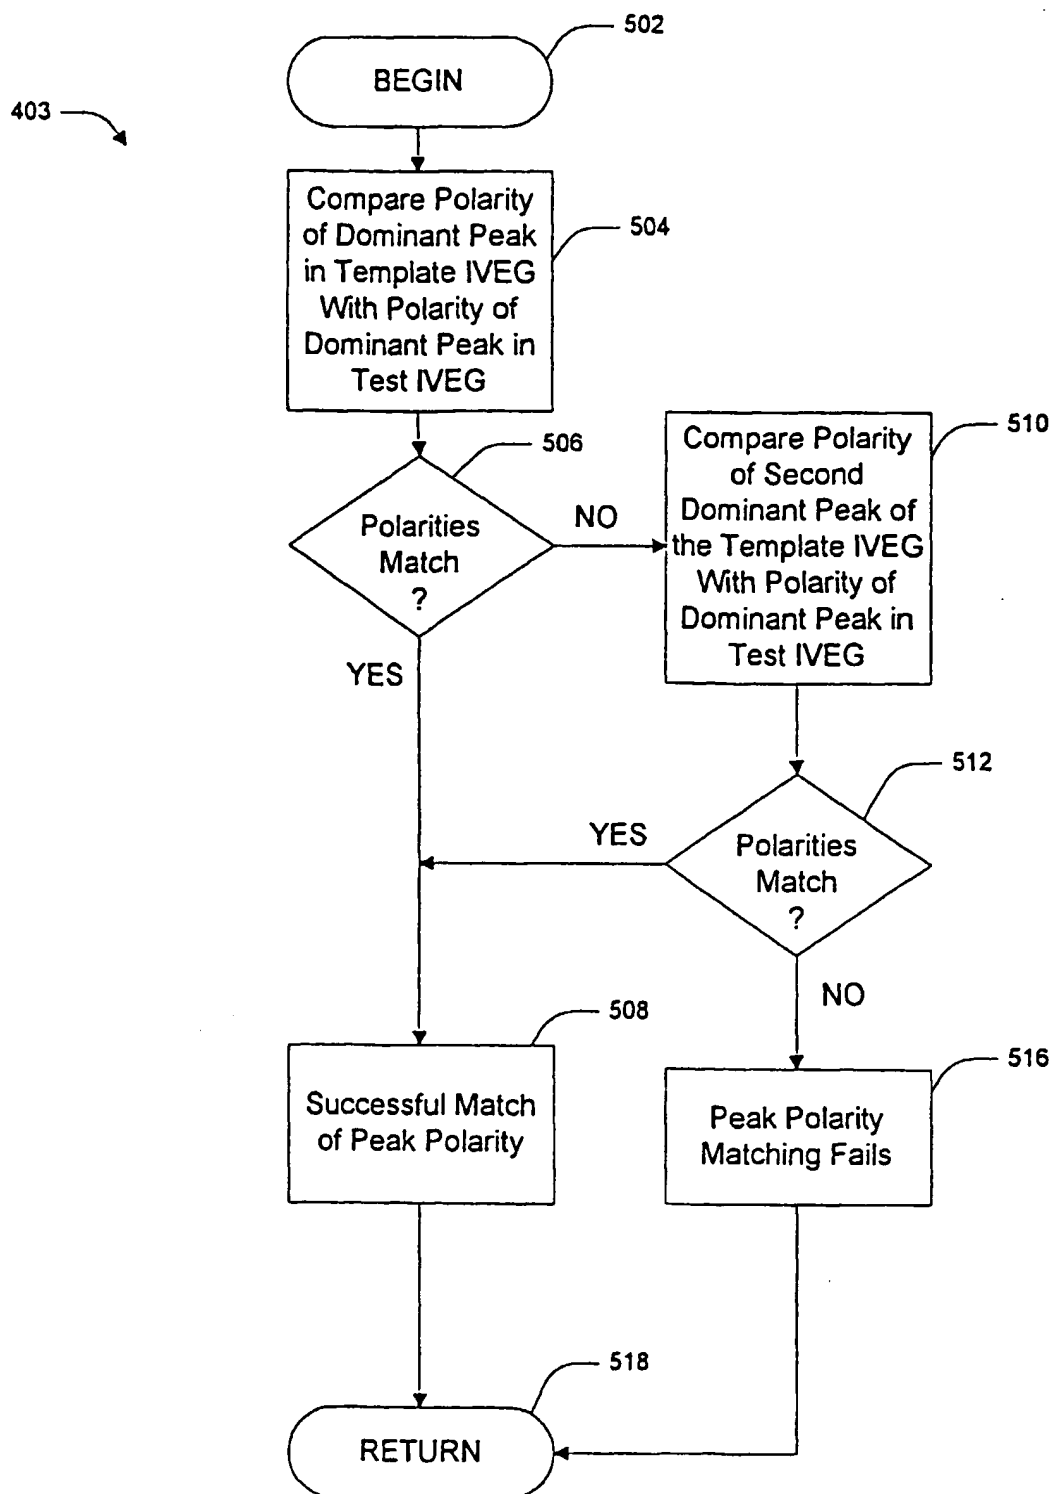 502
BEGIN
403
Compare Polarity
of Dominant Peak
in Template IVEG
With Polarity of
Dominant Peak in
Test IVEG
504
506
Polarities
Match
?
NO
YES
510
Compare Polarity
of Second
Dominant Peak of
the Template IVEG
With Polarity of
Dominant Peak in
Test IVEG
512
Polarities
Match
?
YES
NO
508
Successful Match
of Peak Polarity
516
Peak Polarity
Matching Fails
518
RETURN